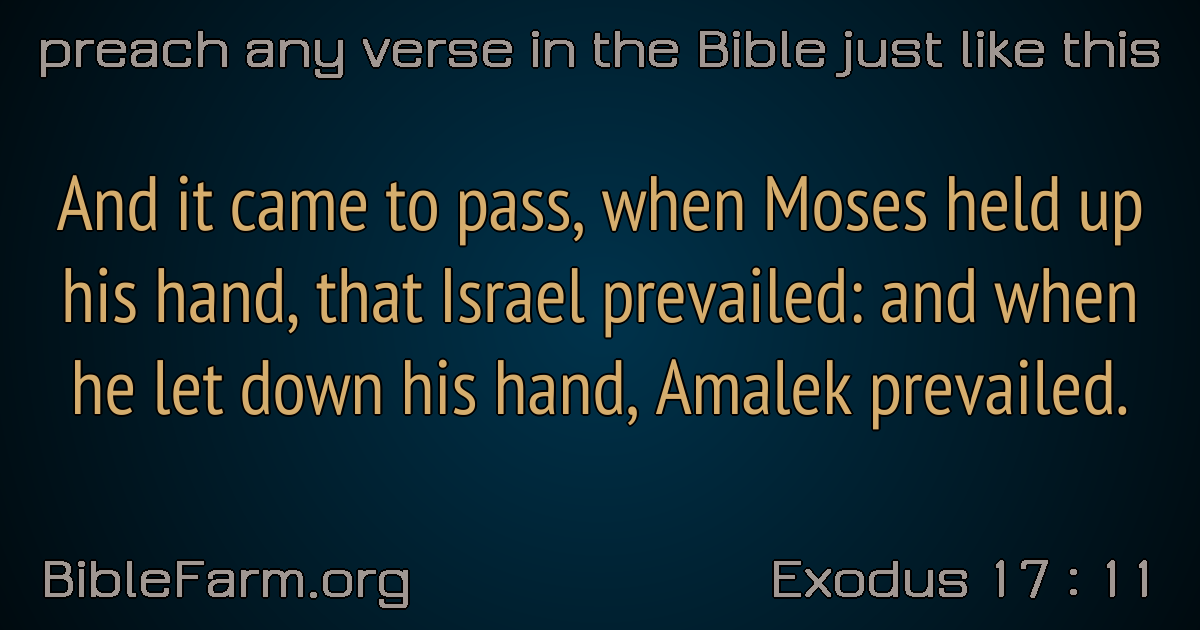 preach any verse in the Bible just like this
And it came to pass, when Moses held up
his hand, that Israel prevailed: and when
he let down his hand, Amalek prevailed.
BibleFarm.org
Exodus 17 : 11